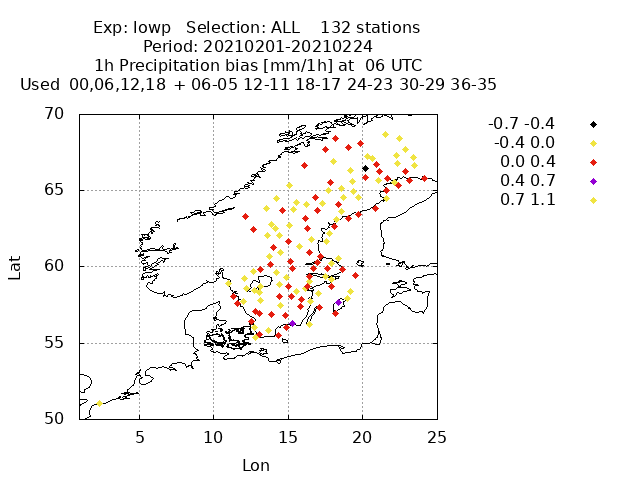 Exp: lowp   Selection: ALL    132 stations
Period: 20210201-20210224
1h Precipitation bias [mm/1h] at  06 UTC
Used  00,06,12,18 + 06-05 12-11 18-17 24-23 30-29 36-35
70
65
60
55
50
Lat
5
10
15
20
25
Lon
-0.7 -0.4
-0.4 0.0
0.0 0.4
0.4 0.7
0.7 1.1